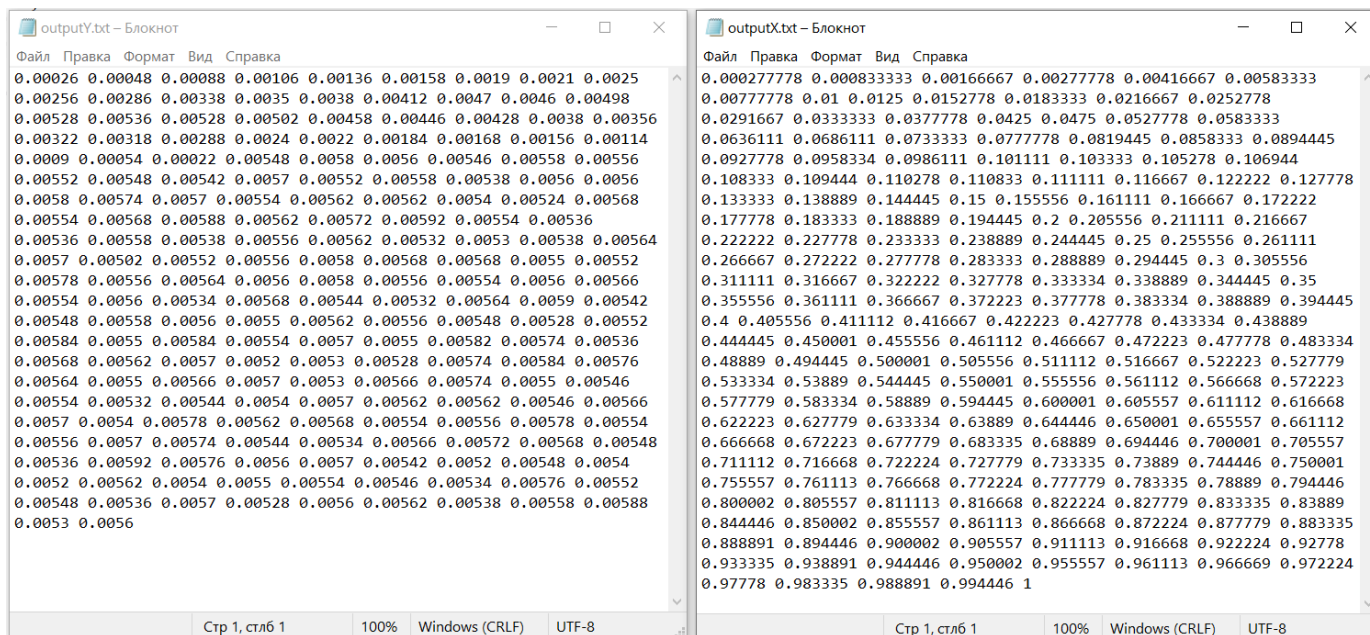 outputY.txt – Блокнот
Файл Правка Формат Вид Справка
0.00026 0.00048 0.00088 0.00106 0.00136 0.00158 0.0019 0.0021 0.0025
0.00256 0.00286 0.00338 0.0035 0.0038 0.00412 0.0047 0.0046 0.00498
0.00528 0.00536 0.00528 0.00502 0.00458 0.00446 0.00428 0.0038 0.00356
0.00322 0.00318 0.00288 0.0024 0.0022 0.00184 0.00168 0.00156 0.00114
0.0009 0.00054 0.00022 0.00548 0.0058 0.0056 0.00546 0.00558 0.00556
0.00552 0.00548 0.00542 0.0057 0.00552 0.00558 0.00538 0.0056 0.0056
0.0058 0.00574 0.0057 0.00554 0.00562 0.00562 0.0054 0.00524 0.00568
0.00554 0.00568 0.00588 0.00562 0.00572 0.00592 0.00554 0.00536
0.00536 0.00558 0.00538 0.00556 0.00562 0.00532 0.0053 0.00538 0.00564
0.0057 0.00502 0.00552 0.00556 0.0058 0.00568 0.00568 0.0055 0.00552
0.00578 0.00556 0.00564 0.0056 0.0058 0.00556 0.00554 0.0056 0.00566
0.00554 0.0056 0.00534 0.00568 0.00544 0.00532 0.00564 0.0059 0.00542
0.00548 0.00558 0.0056 0.0055 0.00562 0.00556 0.00548 0.00528 0.00552
0.00584 0.0055 0.00584 0.00554 0.0057 0.0055 0.00582 0.00574 0.00536
0.00568 0.00562 0.0057 0.0052 0.0053 0.00528 0.00574 0.00584 0.00576
0.00564 0.0055 0.00566 0.0057 0.0053 0.00566 0.00574 0.0055 0.00546
0.00554 0.00532 0.00544 0.0054 0.0057 0.00562 0.00562 0.00546 0.00566
0.0057 0.0054 0.00578 0.00562 0.00568 0.00554 0.00556 0.00578 0.00554
0.00556 0.0057 0.00574 0.00544 0.00534 0.00566 0.00572 0.00568 0.00548
0.00536 0.00592 0.00576 0.0056 0.0057 0.00542 0.0052 0.00548 0.0054
0.0052 0.00562 0.0054 0.0055 0.00554 0.00546 0.00534 0.00576 0.00552
0.00548 0.00536 0.0057 0.00528 0.0056 0.00562 0.00538 0.00558 0.00588
0.0053 0.0056
Стр 1, стлб 1 100% Windows (CRLF) UTF-8
outputX.txt – Блокнот
Файл Правка Формат Вид Справка
0.000277778 0.000833333 0.00166667 0.00277778 0.00416667 0.00583333
0.00777778 0.01 0.0125 0.0152778 0.0183333 0.0216667 0.0252778
0.0291667 0.0333333 0.0377778 0.0425 0.0475 0.0527778 0.0583333
0.0636111 0.0686111 0.0733333 0.0777778 0.0819445 0.0858333 0.0894445
0.0927778 0.0958334 0.0986111 0.101111 0.103333 0.105278 0.106944
0.108333 0.109444 0.110278 0.110833 0.111111 0.116667 0.122222 0.127778
0.133333 0.138889 0.144445 0.15 0.155556 0.161111 0.166667 0.172222
0.177778 0.183333 0.188889 0.194445 0.2 0.205556 0.211111 0.216667
0.222222 0.227778 0.233333 0.238889 0.244445 0.25 0.255556 0.261111
0.266667 0.272222 0.277778 0.283333 0.288889 0.294445 0.3 0.305556
0.311111 0.316667 0.322222 0.327778 0.333334 0.338889 0.344445 0.35
0.355556 0.361111 0.366667 0.372223 0.377778 0.383334 0.388889 0.394445
0.4 0.405556 0.411112 0.416667 0.422223 0.427778 0.433334 0.438889
0.444445 0.450001 0.455556 0.461112 0.466667 0.472223 0.477778 0.483334
0.48889 0.494445 0.500001 0.505556 0.511112 0.516667 0.522223 0.527779
0.533334 0.53889 0.544445 0.550001 0.555556 0.561112 0.566668 0.572223
0.577779 0.583334 0.58889 0.594445 0.600001 0.605557 0.611112 0.616668
0.622223 0.627779 0.633334 0.63889 0.644446 0.650001 0.655557 0.661112
0.666668 0.672223 0.677779 0.683335 0.68889 0.694446 0.700001 0.705557
0.711112 0.716668 0.722224 0.727779 0.733335 0.73889 0.744446 0.750001
0.755557 0.761113 0.766668 0.772224 0.777779 0.783335 0.78889 0.794446
0.800002 0.805557 0.811113 0.816668 0.822224 0.827779 0.833335 0.83889
0.844446 0.850002 0.855557 0.861113 0.866668 0.872224 0.877779 0.883335
0.888891 0.894446 0.900002 0.905557 0.911113 0.916668 0.922224 0.92778
0.933335 0.938891 0.944446 0.950002 0.955557 0.961113 0.966669 0.972224
0.97778 0.983335 0.988891 0.994446 1
Стр 1, стлб 1 100% Windows (CRLF) UTF-8